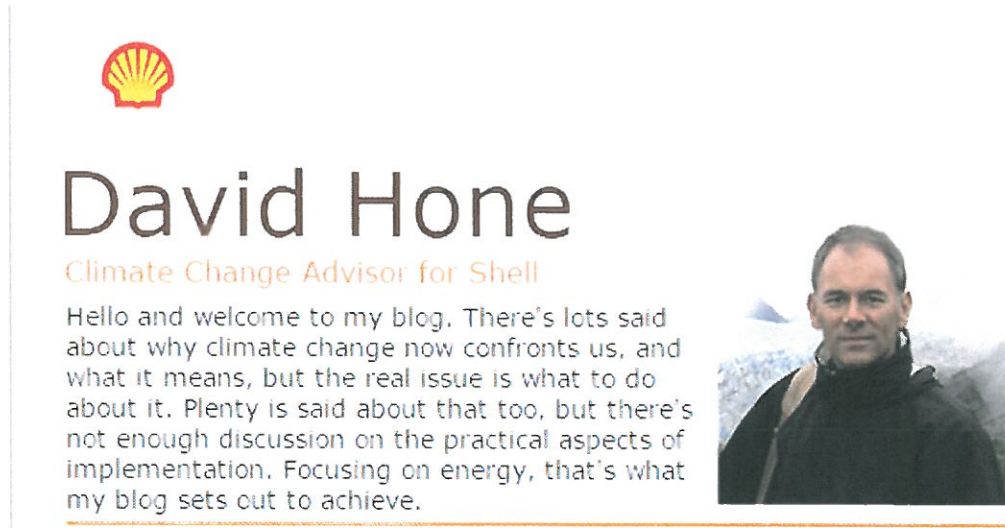 David Hone
Climate Change Advisor for Shell
Hello and welcome to my blog. There's lots said
about why climate change now confronts us, and
what it means, but the real issue is what to do
about it. Plenty is said about that too, but there's
not enough discussion on the practical aspects of
implementation. Focusing on energy, that's what
my blog sets out to achieve.